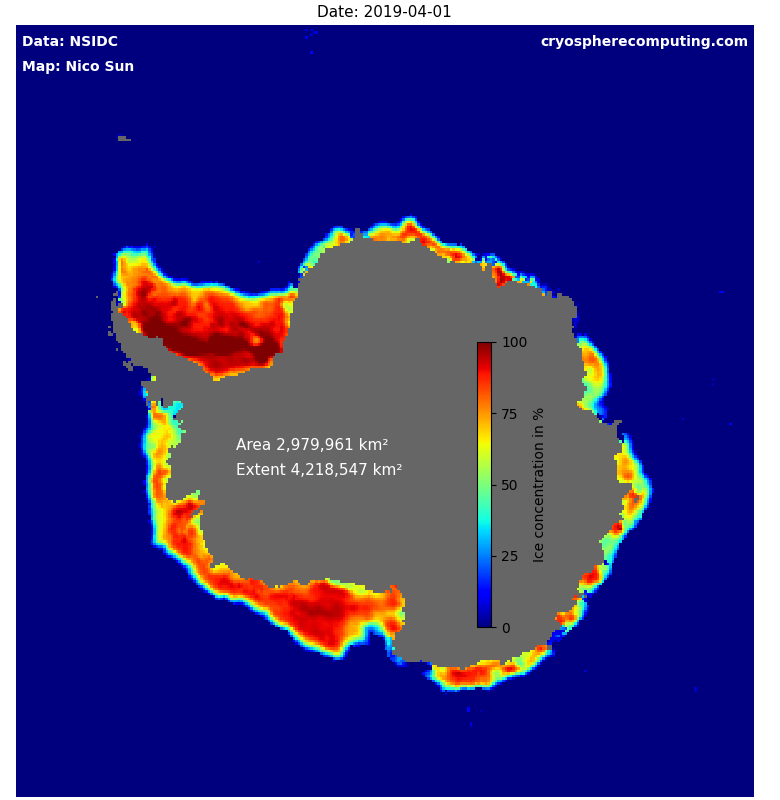 Date: 2019-04-01
Data: NSIDC
cryospherecomputing.com
Map: Nico Sun
100
75
50
25
0
Ice concentration in %
Area 2,979,961 km²
Extent 4,218,547 km²